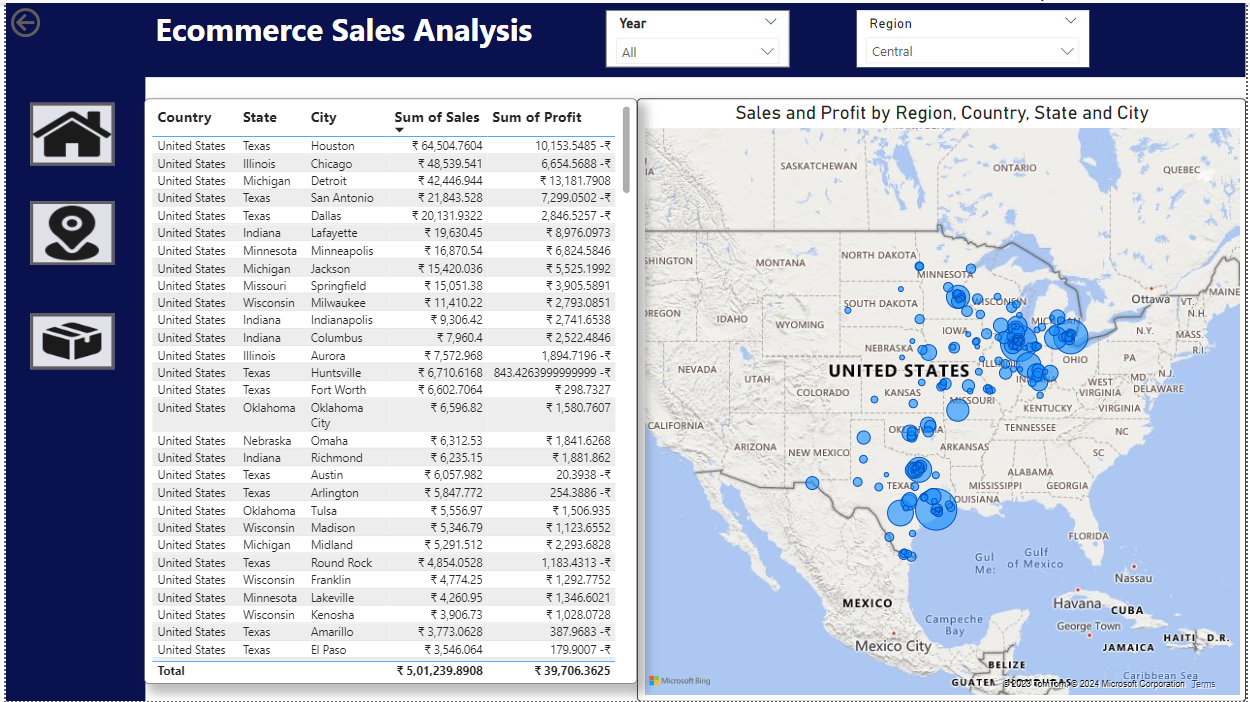 Ecommerce Sales Analysis
Year
All
Region
Central
Country State City Sum of Sales Sum of Profit
United States Texas Houston ₹ 64,504.7604 10,153.5485 -₹
United States Illinois Chicago ₹ 48,539.541 6,654.5688 -₹
United States Michigan Detroit ₹ 42,446.944 ₹ 13,181.7908
United States Texas San Antonio ₹ 21,843.528 7,299.0502 -₹
United States Texas Dallas ₹ 20,131.9322 2,846.5257 -₹
United States Indiana Lafayette ₹ 19,630.45 ₹ 8,976.0973
United States Minnesota Minneapolis ₹ 16,870.54 ₹ 6,824.5846
United States Michigan Jackson ₹ 15,420.036 ₹ 5,525.1992
United States Missouri Springfield ₹ 15,051.38 ₹ 3,905.5891
United States Wisconsin Milwaukee ₹ 11,410.22 ₹ 2,793.0851
United States Indiana Indianapolis ₹ 9,306.42 ₹ 2,741.6538
United States Indiana Columbus ₹ 7,960.4 ₹ 2,522.4846
United States Illinois Aurora ₹ 7,572.968 1,894.7196 -₹
United States Texas Huntsville ₹ 6,710.6168 843.4263999999999 -₹
United States Texas Fort Worth ₹ 6,602.7064 ₹ 298.7327
United States Oklahoma Oklahoma ₹ 6,596.82 ₹ 1,580.7607
City
United States Nebraska Omaha ₹ 6,312.53 ₹ 1,841.6268
United States Indiana Richmond ₹ 6,235.15 ₹ 1,881.862
United States Texas Austin ₹ 6,057.982 20.3938 -₹
United States Texas Arlington ₹ 5,847.772 254.3886 -₹
United States Oklahoma Tulsa ₹ 5,556.97 ₹ 1,506.935
United States Wisconsin Madison ₹ 5,346.79 ₹ 1,123.6552
United States Michigan Midland ₹ 5,291.512 ₹ 2,293.6828
United States Texas Round Rock ₹ 4,854.0528 1,183.4313 -₹
United States Wisconsin Franklin ₹ 4,774.25 ₹ 1,292.7752
United States Minnesota Lakeville ₹ 4,260.95 ₹ 1,346.6021
United States Wisconsin Kenosha ₹ 3,906.73 ₹ 1,028.0728
United States Texas Amarillo ₹ 3,773.0628 387.9683 -₹
United States Texas El Paso ₹ 3,546.064 179.9007 -₹
Total ₹ 5,01,239.8908 ₹ 39,706.3625
Sales and Profit by Region, Country, State and City
SASKATCHEWAN
ONTARIO
QUEBEC
NORTH DAKOTA
MONTANA
MINNESOTA
SOUTH DAKOTA
WISCONSIN
Ottawa
VT.
MAINE
N.H.
IDAHO
WYOMING
IOWA
N.Y.
MASS.
R.I.
NEBRASKA
NEVADA
UNITED STATES
OHIO
PA
N.J.
UTAH
COLORADO
KANSAS
MISSOURI
WEST
VIRGINIA
MD
DELAWARE
KENTUCKY
VIRGINIA
CALIFORNIA
TENNESSEE
NC
ARIZONA
NEW MEXICO
ARKANSAS
SC
ALABAMA
TEXAS
MISSISSIPPI
GEORGIA
FLORIDA
Gul
Me:
Gulf
of Mexico
Nassau
MEXICO
Havana
CUBA
Campeche
Bay
George Town
Mexico City
HAITI
D.R.
JAMAICA
BELIZE
Caribbean Sea
Microsoft Bing
© 2024 Microsoft Corporation
Terms